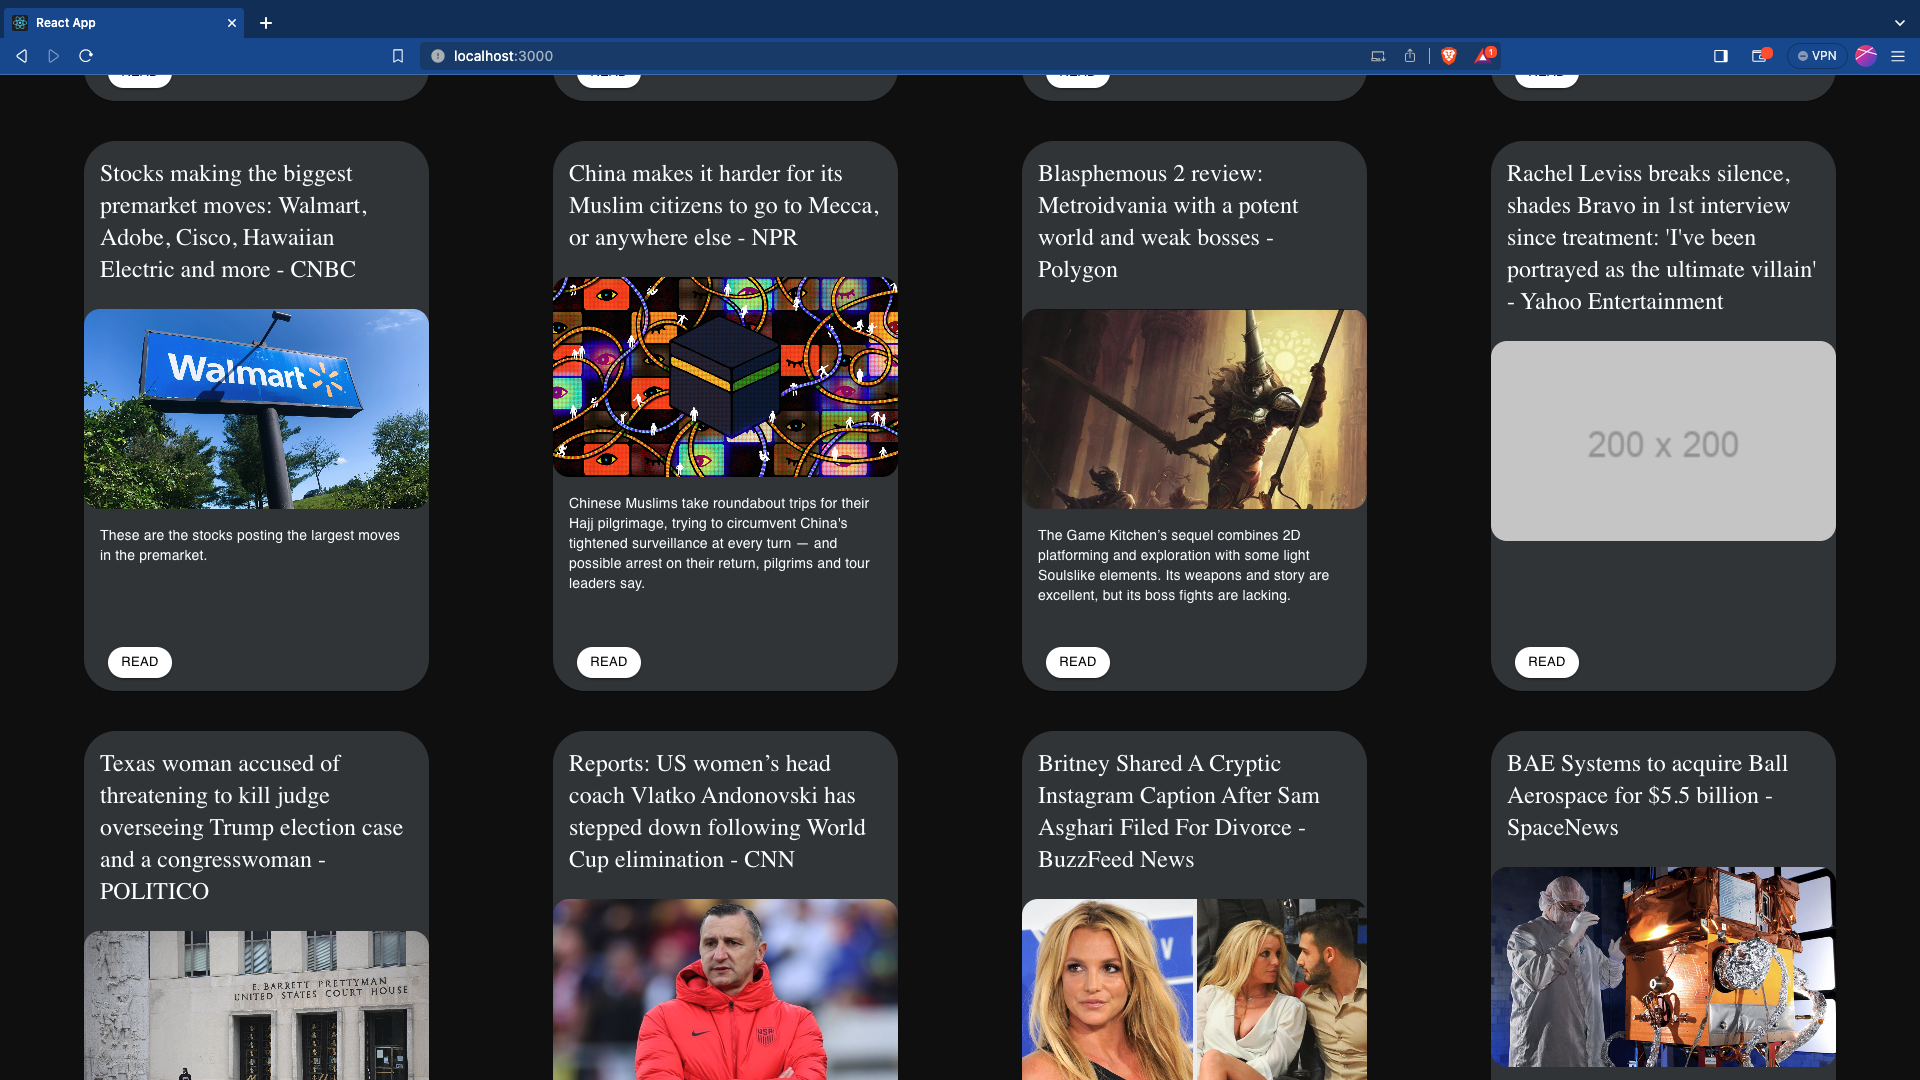 React App
localhost:3000
1
VPN
READ
READ
READ
READ
Stocks making the biggest
premarket moves: Walmart,
Adobe, Cisco, Hawaiian
Electric and more - CNBC
Walmart
These are the stocks posting the largest moves
in the premarket.
READ
China makes it harder for its
Muslim citizens to go to Mecca,
or anywhere else - NPR
Chinese Muslims take roundabout trips for their
Hajj pilgrimage, trying to circumvent China's
tightened surveillance at every turn — and
possible arrest on their return, pilgrims and tour
leaders say.
READ
Blasphemous 2 review:
Metroidvania with a potent
world and weak bosses -
Polygon
The Game Kitchen’s sequel combines 2D
platforming and exploration with some light
Soulslike elements. Its weapons and story are
excellent, but its boss fights are lacking.
READ
Rachel Leviss breaks silence,
shades Bravo in 1st interview
since treatment: 'I've been
portrayed as the ultimate villain'
- Yahoo Entertainment
200 x 200
READ
Texas woman accused of
threatening to kill judge
overseeing Trump election case
and a congresswoman -
POLITICO
E. BARRETT PRETTYMAN
UNITED STATES COURT HOUSE
Reports: US women’s head
coach Vlatko Andonovski has
stepped down following World
Cup elimination - CNN
USA
Britney Shared A Cryptic
Instagram Caption After Sam
Asghari Filed For Divorce -
BuzzFeed News
V
BAE Systems to acquire Ball
Aerospace for $5.5 billion -
SpaceNews